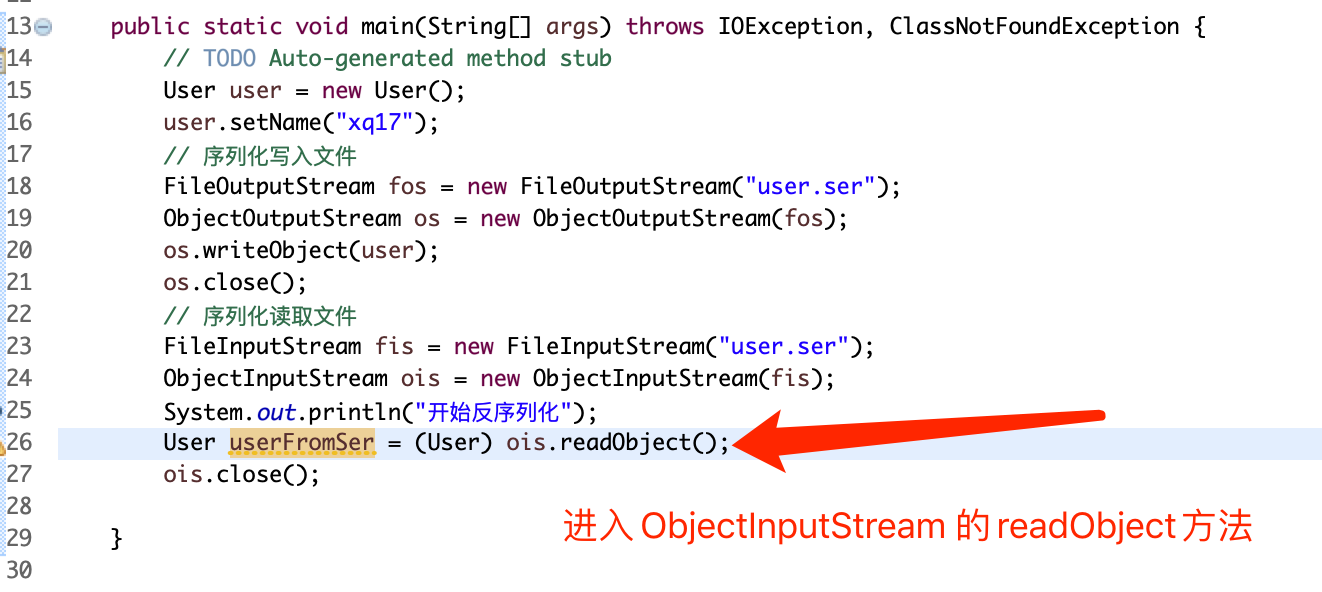 13 public static void main(String[] args) throws IOException, ClassNotFoundException {
14 // TODO Auto-generated method stub
15 User user = new User();
16 user.setName("xq17");
17 // 序列化写入文件
18 FileOutputStream fos = new FileOutputStream("user.ser");
19 ObjectOutputStream os = new ObjectOutputStream(fos);
20 os.writeObject(user);
21 os.close();
22 // 序列化读取文件
23 FileInputStream fis = new FileInputStream("user.ser");
24 ObjectInputStream ois = new ObjectInputStream(fis);
25 System.out.println("开始反序列化");
26 User userFromSer = (User) ois.readObject();
27 ois.close();
28
进入 ObjectInputStream 的 readObject 方法
29 }
30